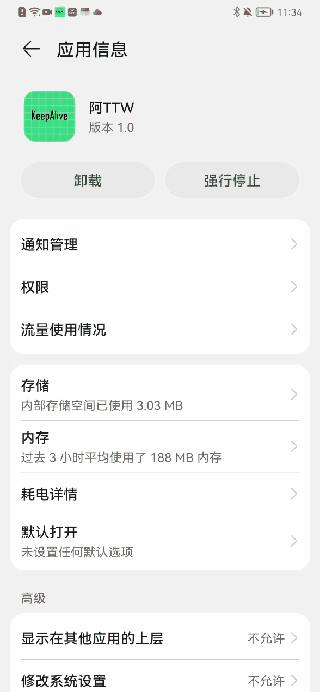 11:34
应用信息
KeepAlive
阿TTW
版本 1.0
卸载
强行停止
通知管理
权限
流量使用情况
存储
内部存储空间已使用 3.03 MB
内存
过去 3 小时平均使用了 188 MB 内存
耗电详情
默认打开
未设置任何默认选项
高级
显示在其他应用的上层
不允许
修改系统设置
不允许